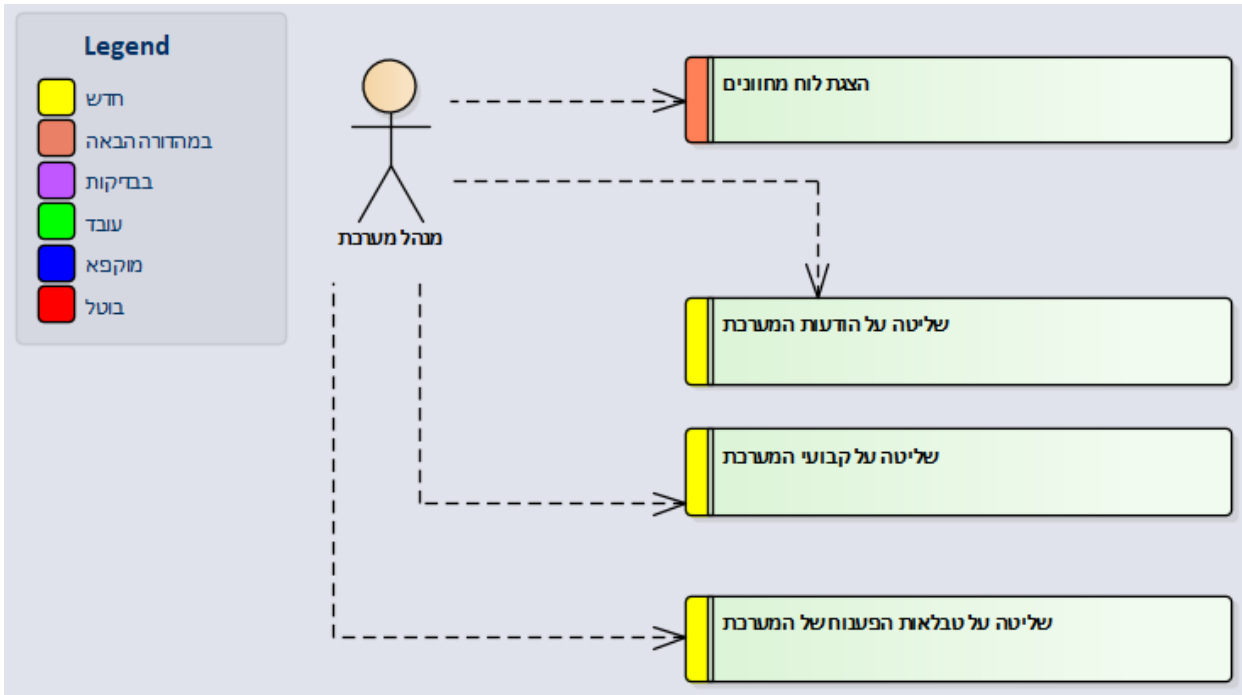 Legend
חדש
במהדורה הבאה
בבדיקות
עובד
מוקפא
בוטל
מנהל מערכת
הצגת לוח מחוונים
שליטה על הודעות המערכת
שליטה על קבועי המערכת
שליטה על טבלאות הפענוח של המערכת